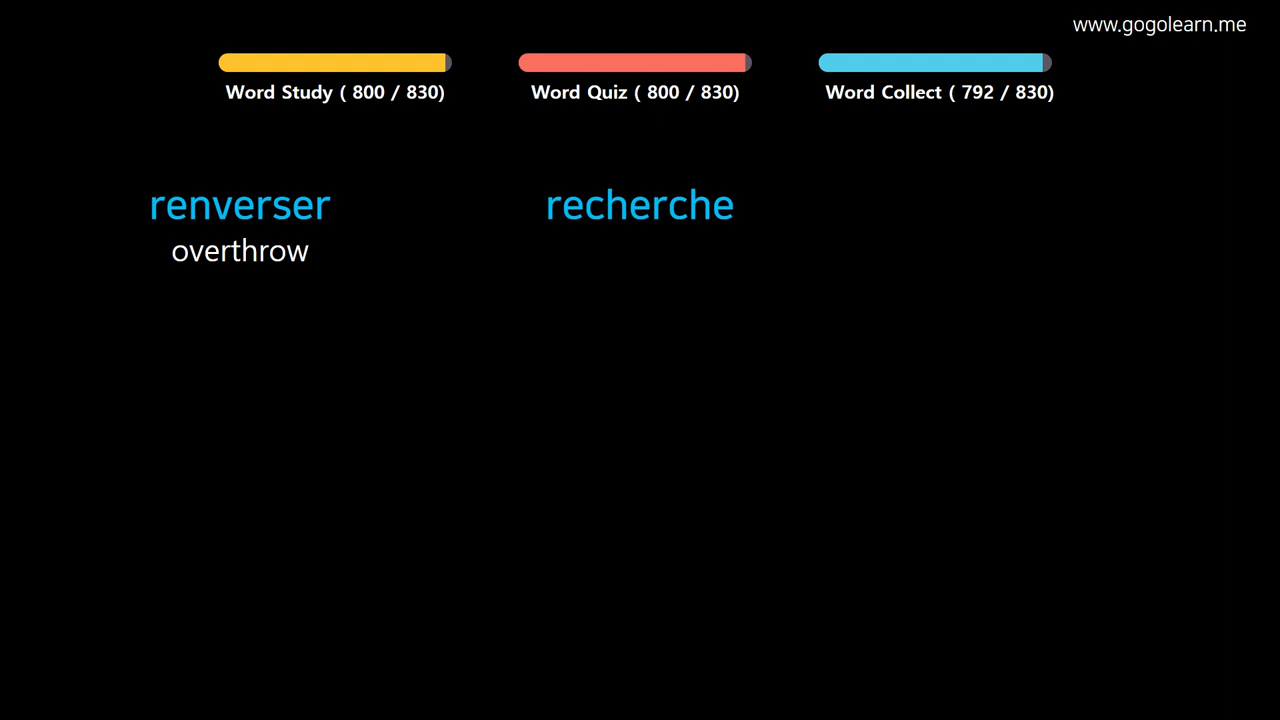 www.gogolearn.me
Word Study ( 800 / 830)
Word Quiz ( 800 / 830)
Word Collect ( 792 / 830)
renverser
overthrow
recherche